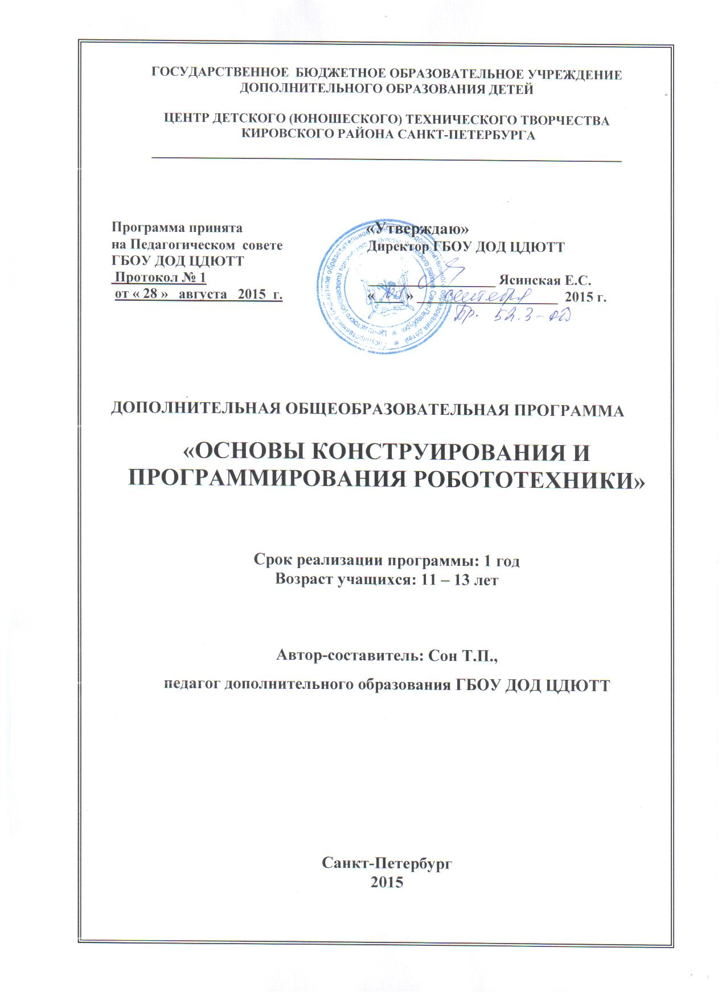 ГОСУДАРСТВЕННОЕ БЮДЖЕТНОЕ ОБРАЗОВАТЕЛЬНОЕ УЧРЕЖДЕНИЕ
ДОПОЛНИТЕЛЬНОГО ОБРАЗОВАНИЯ ДЕТЕЙ
ЦЕНТР ДЕТСКОГО (ЮНОШЕСКОГО) ТЕХНИЧЕСКОГО ТВОРЧЕСТВА
КИРОВСКОГО РАЙОНА САНКТ-ПЕТЕРБУРГА
Программа принята
на Педагогическом совете
ГБОУ ДОД ЦДЮТТ
Протокол № 1
от « 28 » августа 2015 г.
«Утверждаю»
Директор ГБОУ ДОД ЦДЮТТ
Ясинская Е.С.
«01» сентября 2015 г.
Пр. 52.3-ОД
ДОПОЛНИТЕЛЬНАЯ ОБЩЕОБРАЗОВАТЕЛЬНАЯ ПРОГРАММА
«ОСНОВЫ КОНСТРУИРОВАНИЯ И
ПРОГРАММИРОВАНИЯ РОБОТОТЕХНИКИ»
Срок реализации программы: 1 год
Возраст учащихся: 11 – 13 лет
Автор-составитель: Сон Т.П.,
педагог дополнительного образования ГБОУ ДОД ЦДЮТТ
Санкт-Петербург
2015